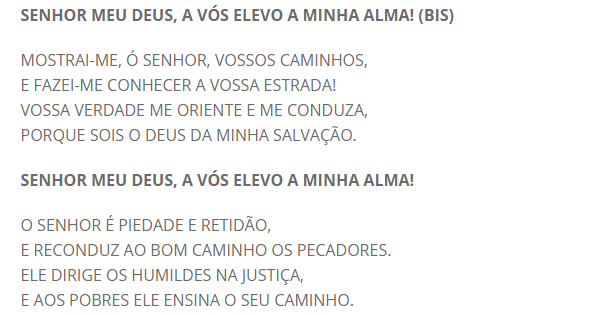 SENHOR MEU DEUS, A VÓS ELEVO A MINHA ALMA! (BIS)
MOSTRAI-ME, Ó SENHOR, VOSSOS CAMINHOS,
E FAZEI-ME CONHECER A VOSSA ESTRADA!
VOSSA VERDADE ME ORIENTE E ME CONDUZA,
PORQUE SOIS O DEUS DA MINHA SALVAÇÃO.
SENHOR MEU DEUS, A VÓS ELEVO A MINHA ALMA!
O SENHOR É PIEDADE E RETIDÃO,
E RECONDUZ AO BOM CAMINHO OS PECADORES.
ELE DIRIGE OS HUMILDES NA JUSTIÇA,
E AOS POBRES ELE ENSINA O SEU CAMINHO.